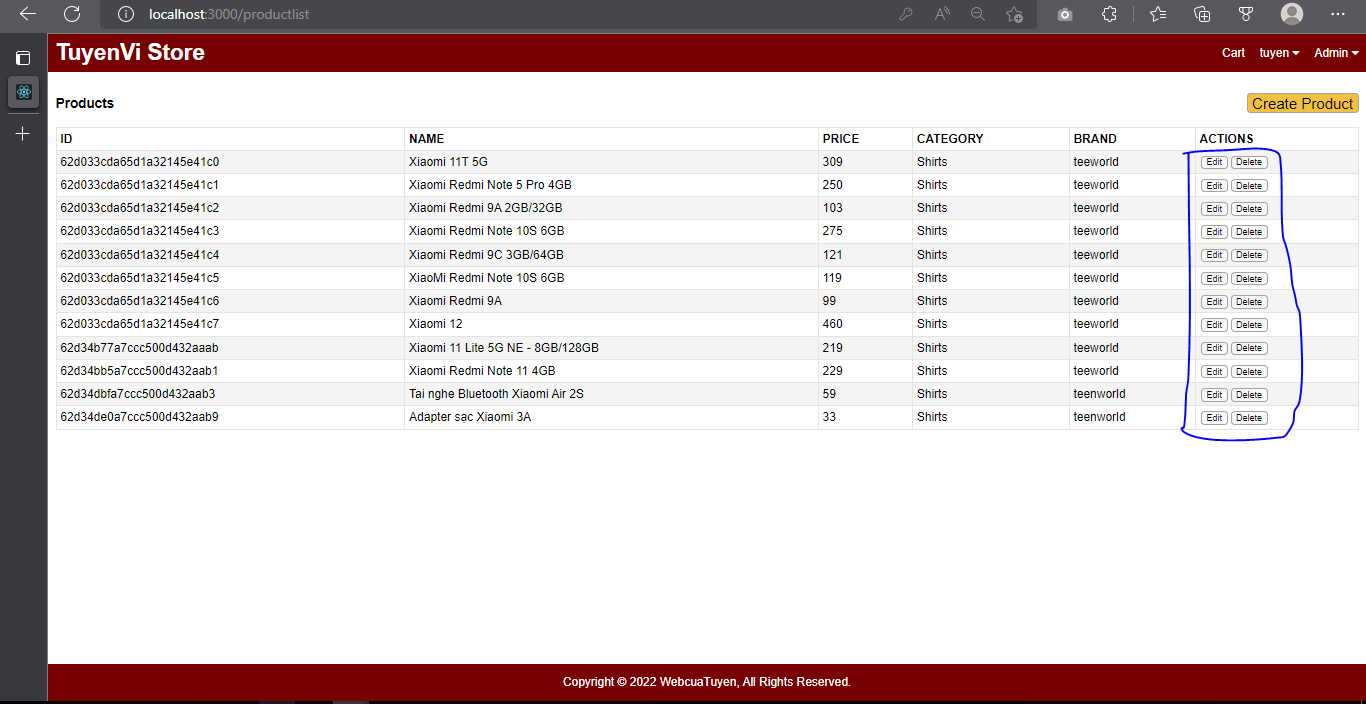 localhost:3000/productlist
TuyenVi Store Cart tuyen Admin
Products Create Product
ID NAME PRICE CATEGORY BRAND ACTIONS
62d033cda65d1a32145e41c0 Xiaomi 11T 5G 309 Shirts teeworld Edit Delete
62d033cda65d1a32145e41c1 Xiaomi Redmi Note 5 Pro 4GB 250 Shirts teeworld Edit Delete
62d033cda65d1a32145e41c2 Xiaomi Redmi 9A 2GB/32GB 103 Shirts teeworld Edit Delete
62d033cda65d1a32145e41c3 Xiaomi Redmi Note 10S 6GB 275 Shirts teeworld Edit Delete
62d033cda65d1a32145e41c4 Xiaomi Redmi 9C 3GB/64GB 121 Shirts teeworld Edit Delete
62d033cda65d1a32145e41c5 XiaoMi Redmi Note 10S 6GB 119 Shirts teeworld Edit Delete
62d033cda65d1a32145e41c6 Xiaomi Redmi 9A 99 Shirts teeworld Edit Delete
62d033cda65d1a32145e41c7 Xiaomi 12 460 Shirts teeworld Edit Delete
62d34b77a7ccc500d432aaab Xiaomi 11 Lite 5G NE - 8GB/128GB 219 Shirts teeworld Edit Delete
62d34bb5a7ccc500d432aab1 Xiaomi Redmi Note 11 4GB 229 Shirts teeworld Edit Delete
62d34dbfa7ccc500d432aab3 Tai nghe Bluetooth Xiaomi Air 2S 59 Shirts teenworld Edit Delete
62d34de0a7ccc500d432aab9 Adapter sạc Xiaomi 3A 33 Shirts teenworld Edit Delete
Copyright © 2022 WebcuaTuyen, All Rights Reserved.